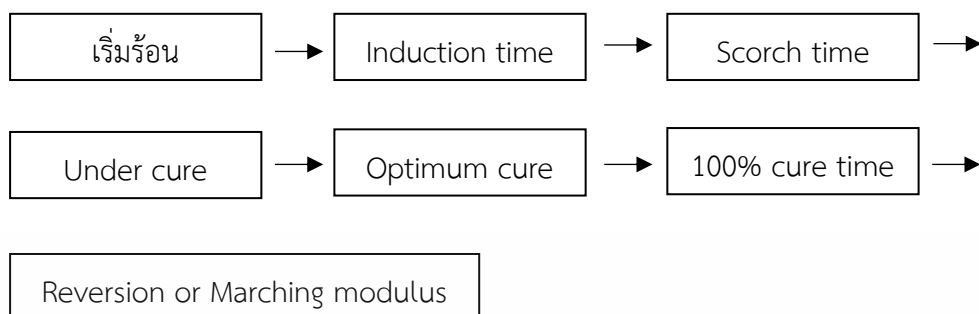 เริ่มร้อน
Induction time
Scorch time
Under cure
Optimum cure
100% cure time
Reversion or Marching modulus